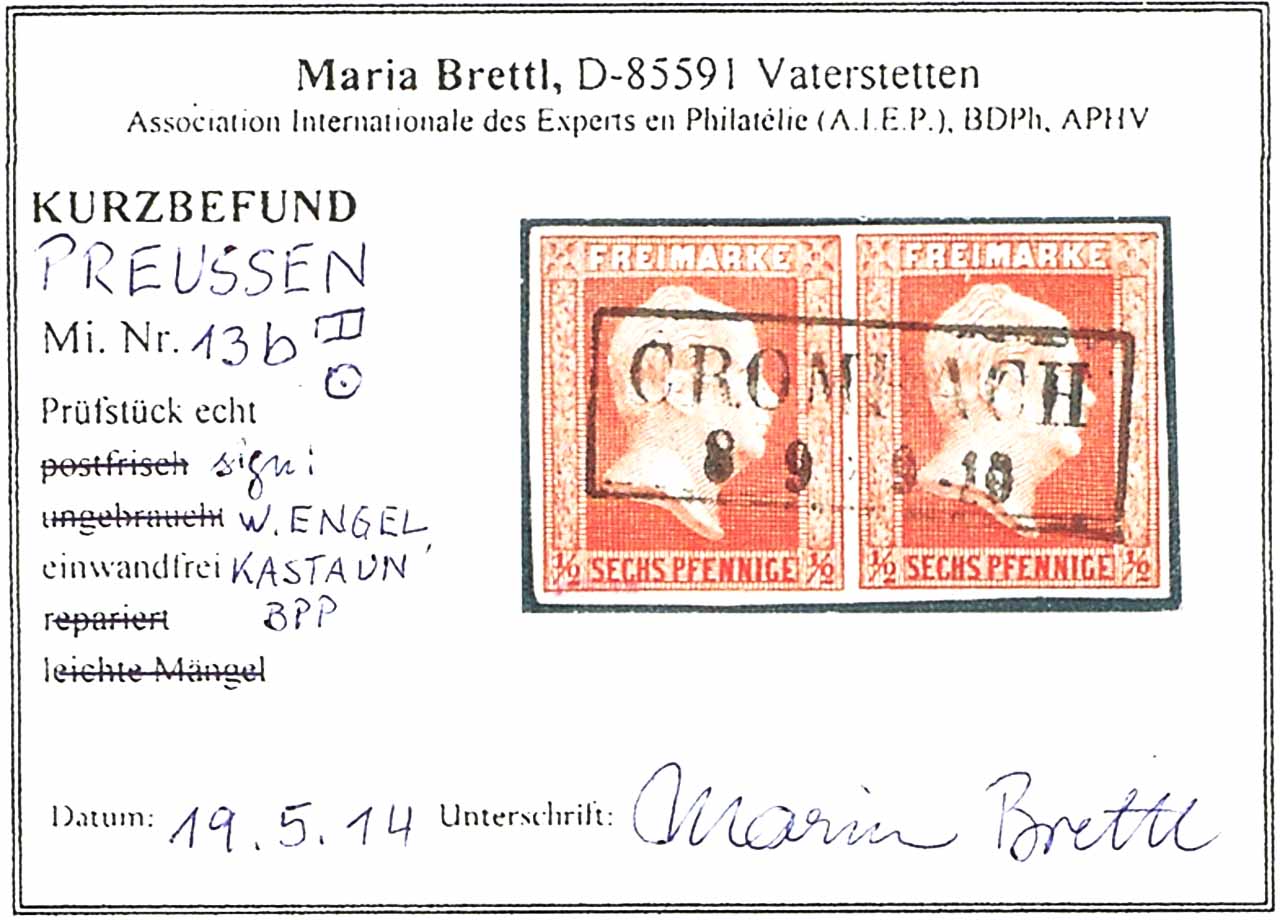 Maria Brettl, D-85591 Vaterstetten
Association Internationale des Experts en Philatélie (A.I.E.P.), BDPh, APHV
KURZBEFUND
PREUSSEN
Mi. Nr. 13b
Prüfstück echt
postfrisch sign:
ungebraucht W. ENGEL,
einwandfrei KASTAUN
repariert BPP
leichte Mängel
FREIMARKE FREIMARKE
CROM ACH
8 9 9-10
½ SECHS PFENNIGE ½ ½ SECHS PFENNIGE ½
Datum: 19.5.14 Unterschrift: Maria Brettl